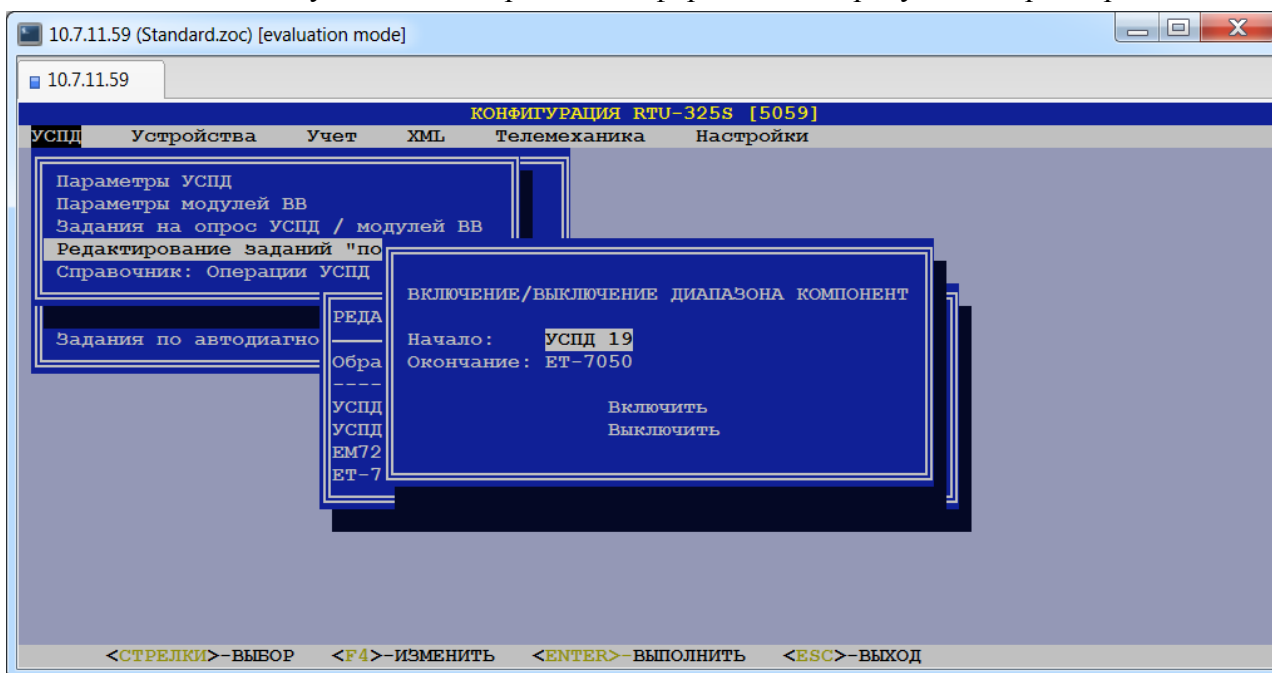 10.7.11.59 (Standard.zoc) [evaluation mode]
10.7.11.59
КОНФИГУРАЦИЯ RTU-325S [5059]
УСПД Устройства Учет XML Телемеханика Настройки
Параметры УСПД
Параметры модулей ВВ
Задания на опрос УСПД / модулей ВВ
Редактирование заданий "по
Справочник: Операции УСПД
Задания по автодиагно
РЕДА
Обра
----
УСПД
УСПД
EM72
ET-7
ВКЛЮЧЕНИЕ/ВЫКЛЮЧЕНИЕ ДИАПАЗОНА КОМПОНЕНТ
Начало: УСПД 19
Окончание: ET-7050
Включить
Выключить
<СТРЕЛКИ>-ВЫБОР <F4>-ИЗМЕНИТЬ <ENTER>-ВЫПОЛНИТЬ <ESC>-ВЫХОД